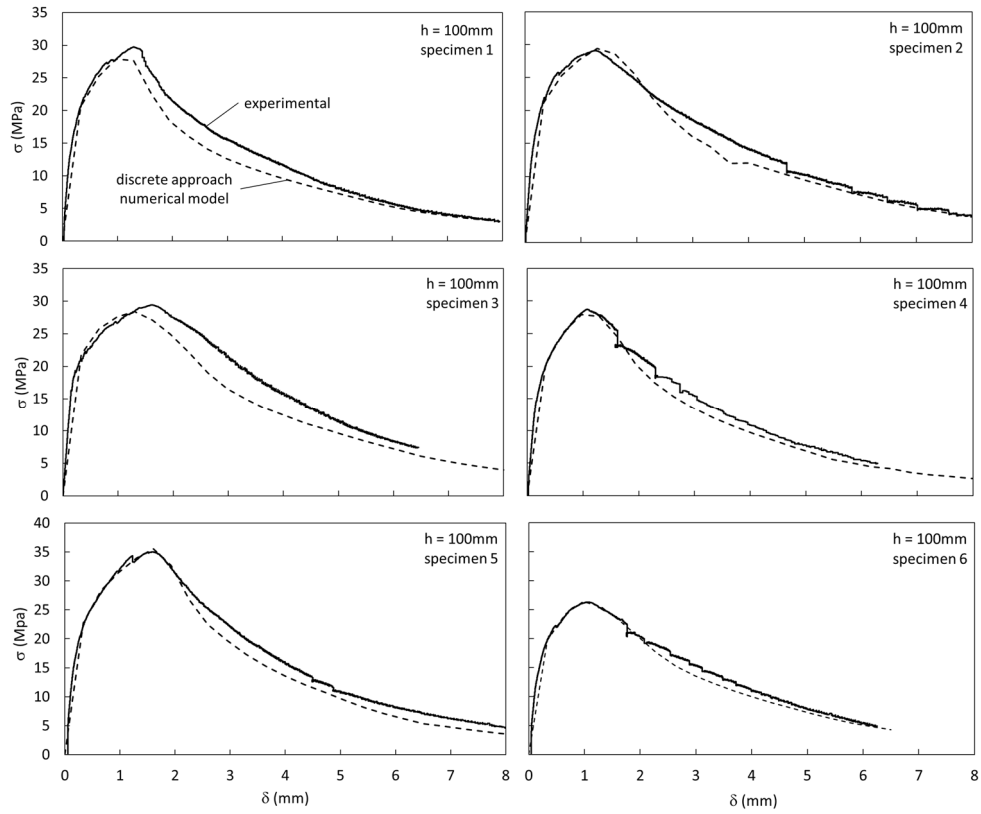 35
30
25
20
15
10
5
0
σ (MPa)
h = 100mm
specimen 1
experimental
discrete approach
numerical model
h = 100mm
specimen 2
35
30
25
20
15
10
5
0
σ (MPa)
h = 100mm
specimen 3
h = 100mm
specimen 4
40
35
30
25
20
15
10
5
0
σ (Mpa)
h = 100mm
specimen 5
0 1 2 3 4 5 6 7 8
δ (mm)
h = 100mm
specimen 6
0 1 2 3 4 5 6 7 8
δ (mm)